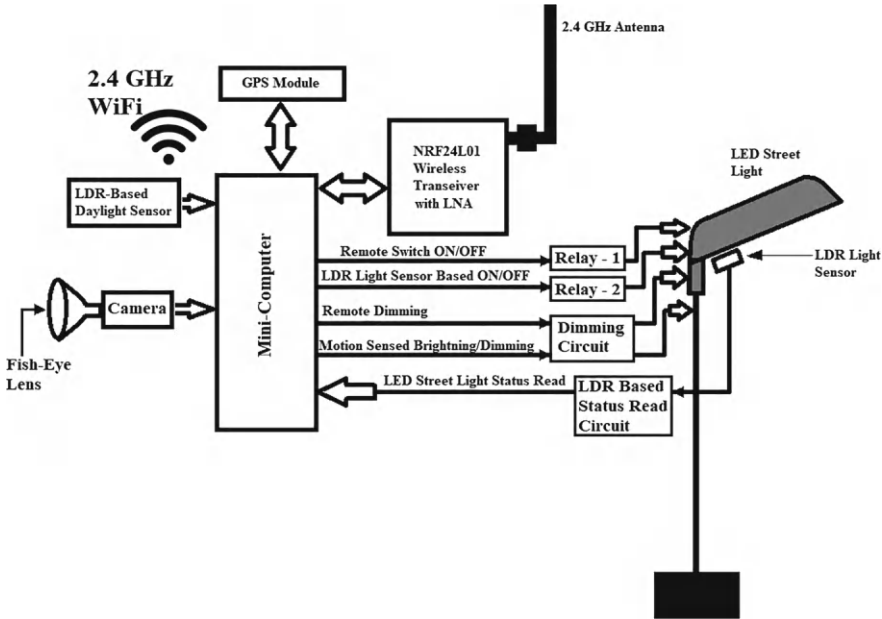 2.4 GHz Antenna
2.4 GHz
WiFi
GPS Module
NRF24L01
Wireless
Transeiver
with LNA
LED Street
Light
LDR-Based
Daylight Sensor
Remote Switch ON/OFF
Relay - 1
LDR Light
Sensor
LDR Light Sensor Based ON/OFF
Relay - 2
Mini-Computer
Camera
Remote Dimming
Dimming
Circuit
Motion Sensed Brightning/Dimming
Fish-Eye
Lens
LED Street Light Status Read
LDR Based
Status Read
Circuit